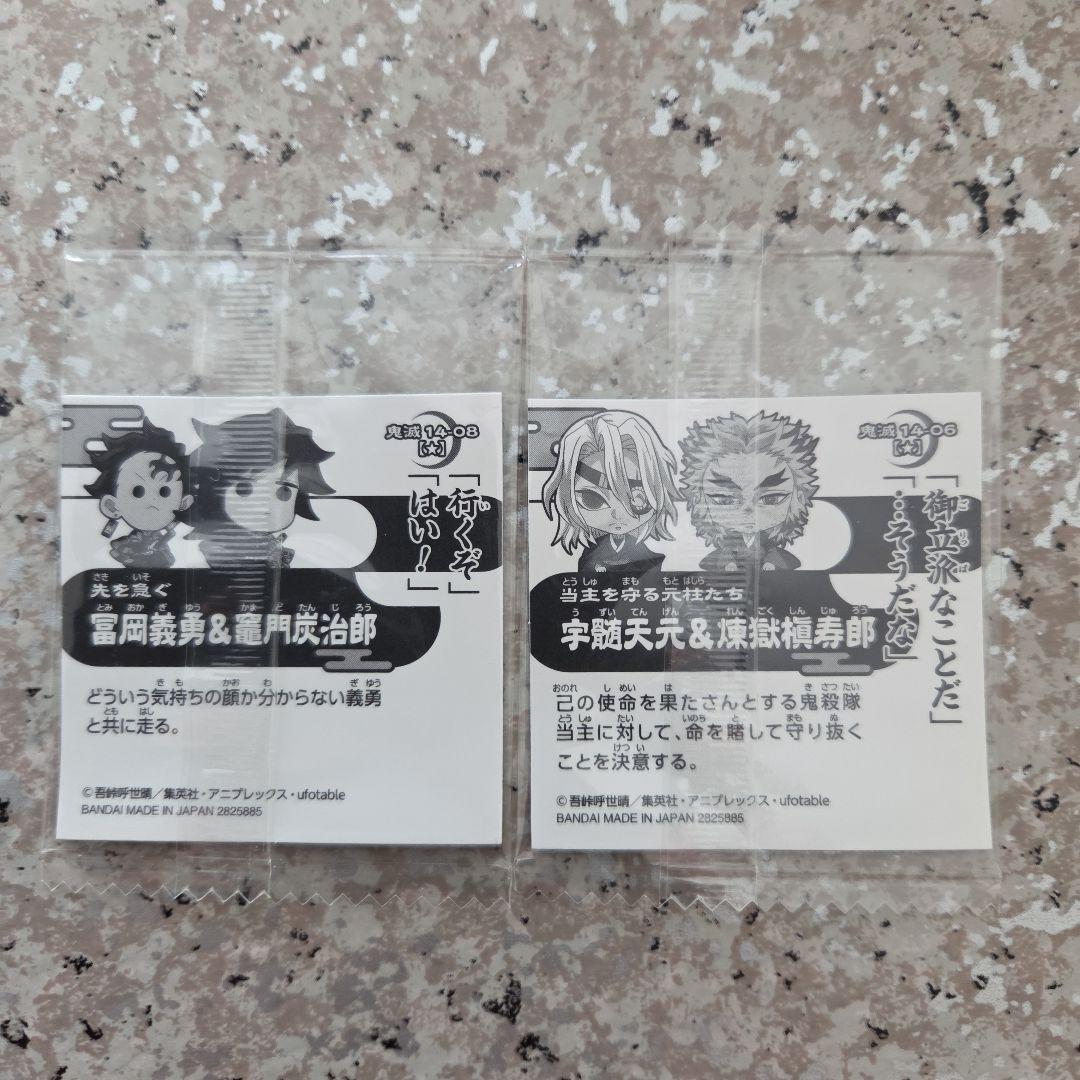 鬼滅 14-08
[大]
「行くぞ」
「はい！」
先を急ぐ
冨岡義勇&竈門炭治郎
どういう気持ちの顔か分からない義勇
と共に走る。
©吾峠呼世晴／集英社・アニプレックス・ufotable
BANDAI MADE IN JAPAN 2825885
鬼滅 14-06
[大]
「御立派なことだ」
「…そうだな」
当主を守る元柱たち
宇髄天元&煉獄槇寿郎
己の使命を果たさんとする鬼殺隊
当主に対して、命を賭して守り抜く
ことを決意する。
©吾峠呼世晴／集英社・アニプレックス・ufotable
BANDAI MADE IN JAPAN 2825885